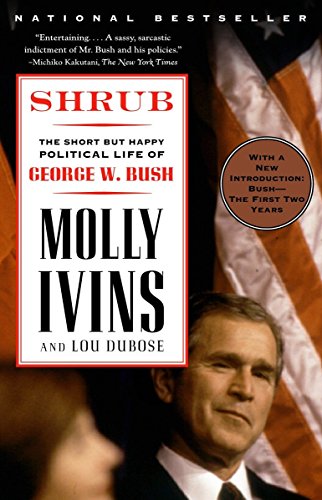 NATIONAL BESTSELLER
"Entertaining. . . . A sassy, sarcastic
indictment of Mr. Bush and his policies."
–Michiko Kakutani, The New York Times
SHRUB
THE SHORT BUT HAPPY
POLITICAL LIFE OF
GEORGE W. BUSH
MOLLY
IVINS
AND LOU DUBOSE
WITH A
NEW
INTRODUCTION:
BUSH—
THE FIRST TWO
YEARS